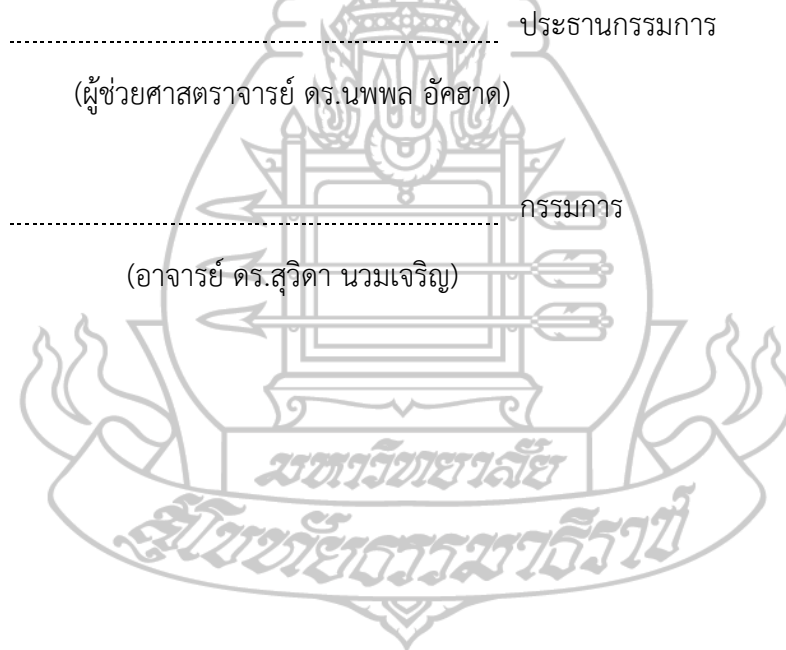 ประธานกรรมการ
(ผู้ช่วยศาสตราจารย์ ดร.นพพล อัคฮาด)
กรรมการ
(อาจารย์ ดร.สุวิดา นวมเจริญ)
มหาวิทยาลัย
สุโขทัยธรรมาธิราช